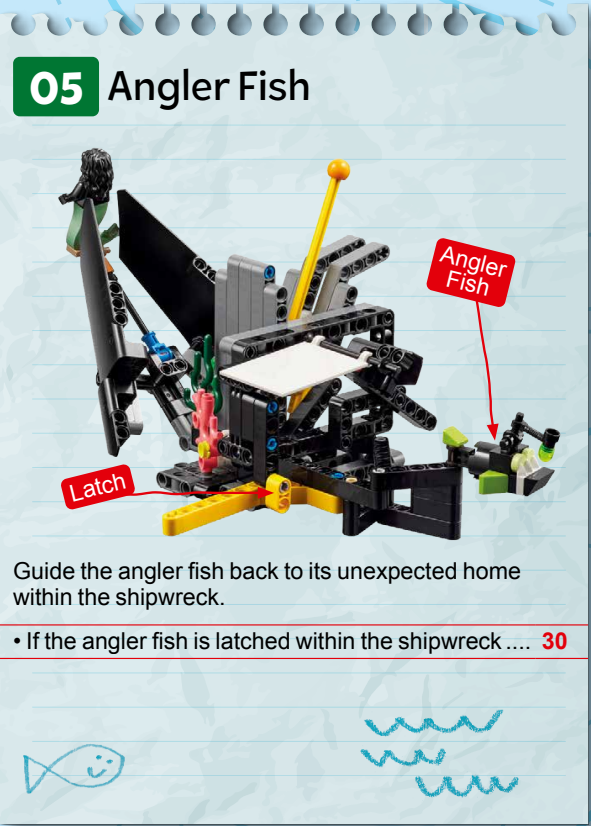 05 Angler Fish
Angler
Fish
Latch
Guide the angler fish back to its unexpected home
within the shipwreck.
• If the angler fish is latched within the shipwreck .... 30